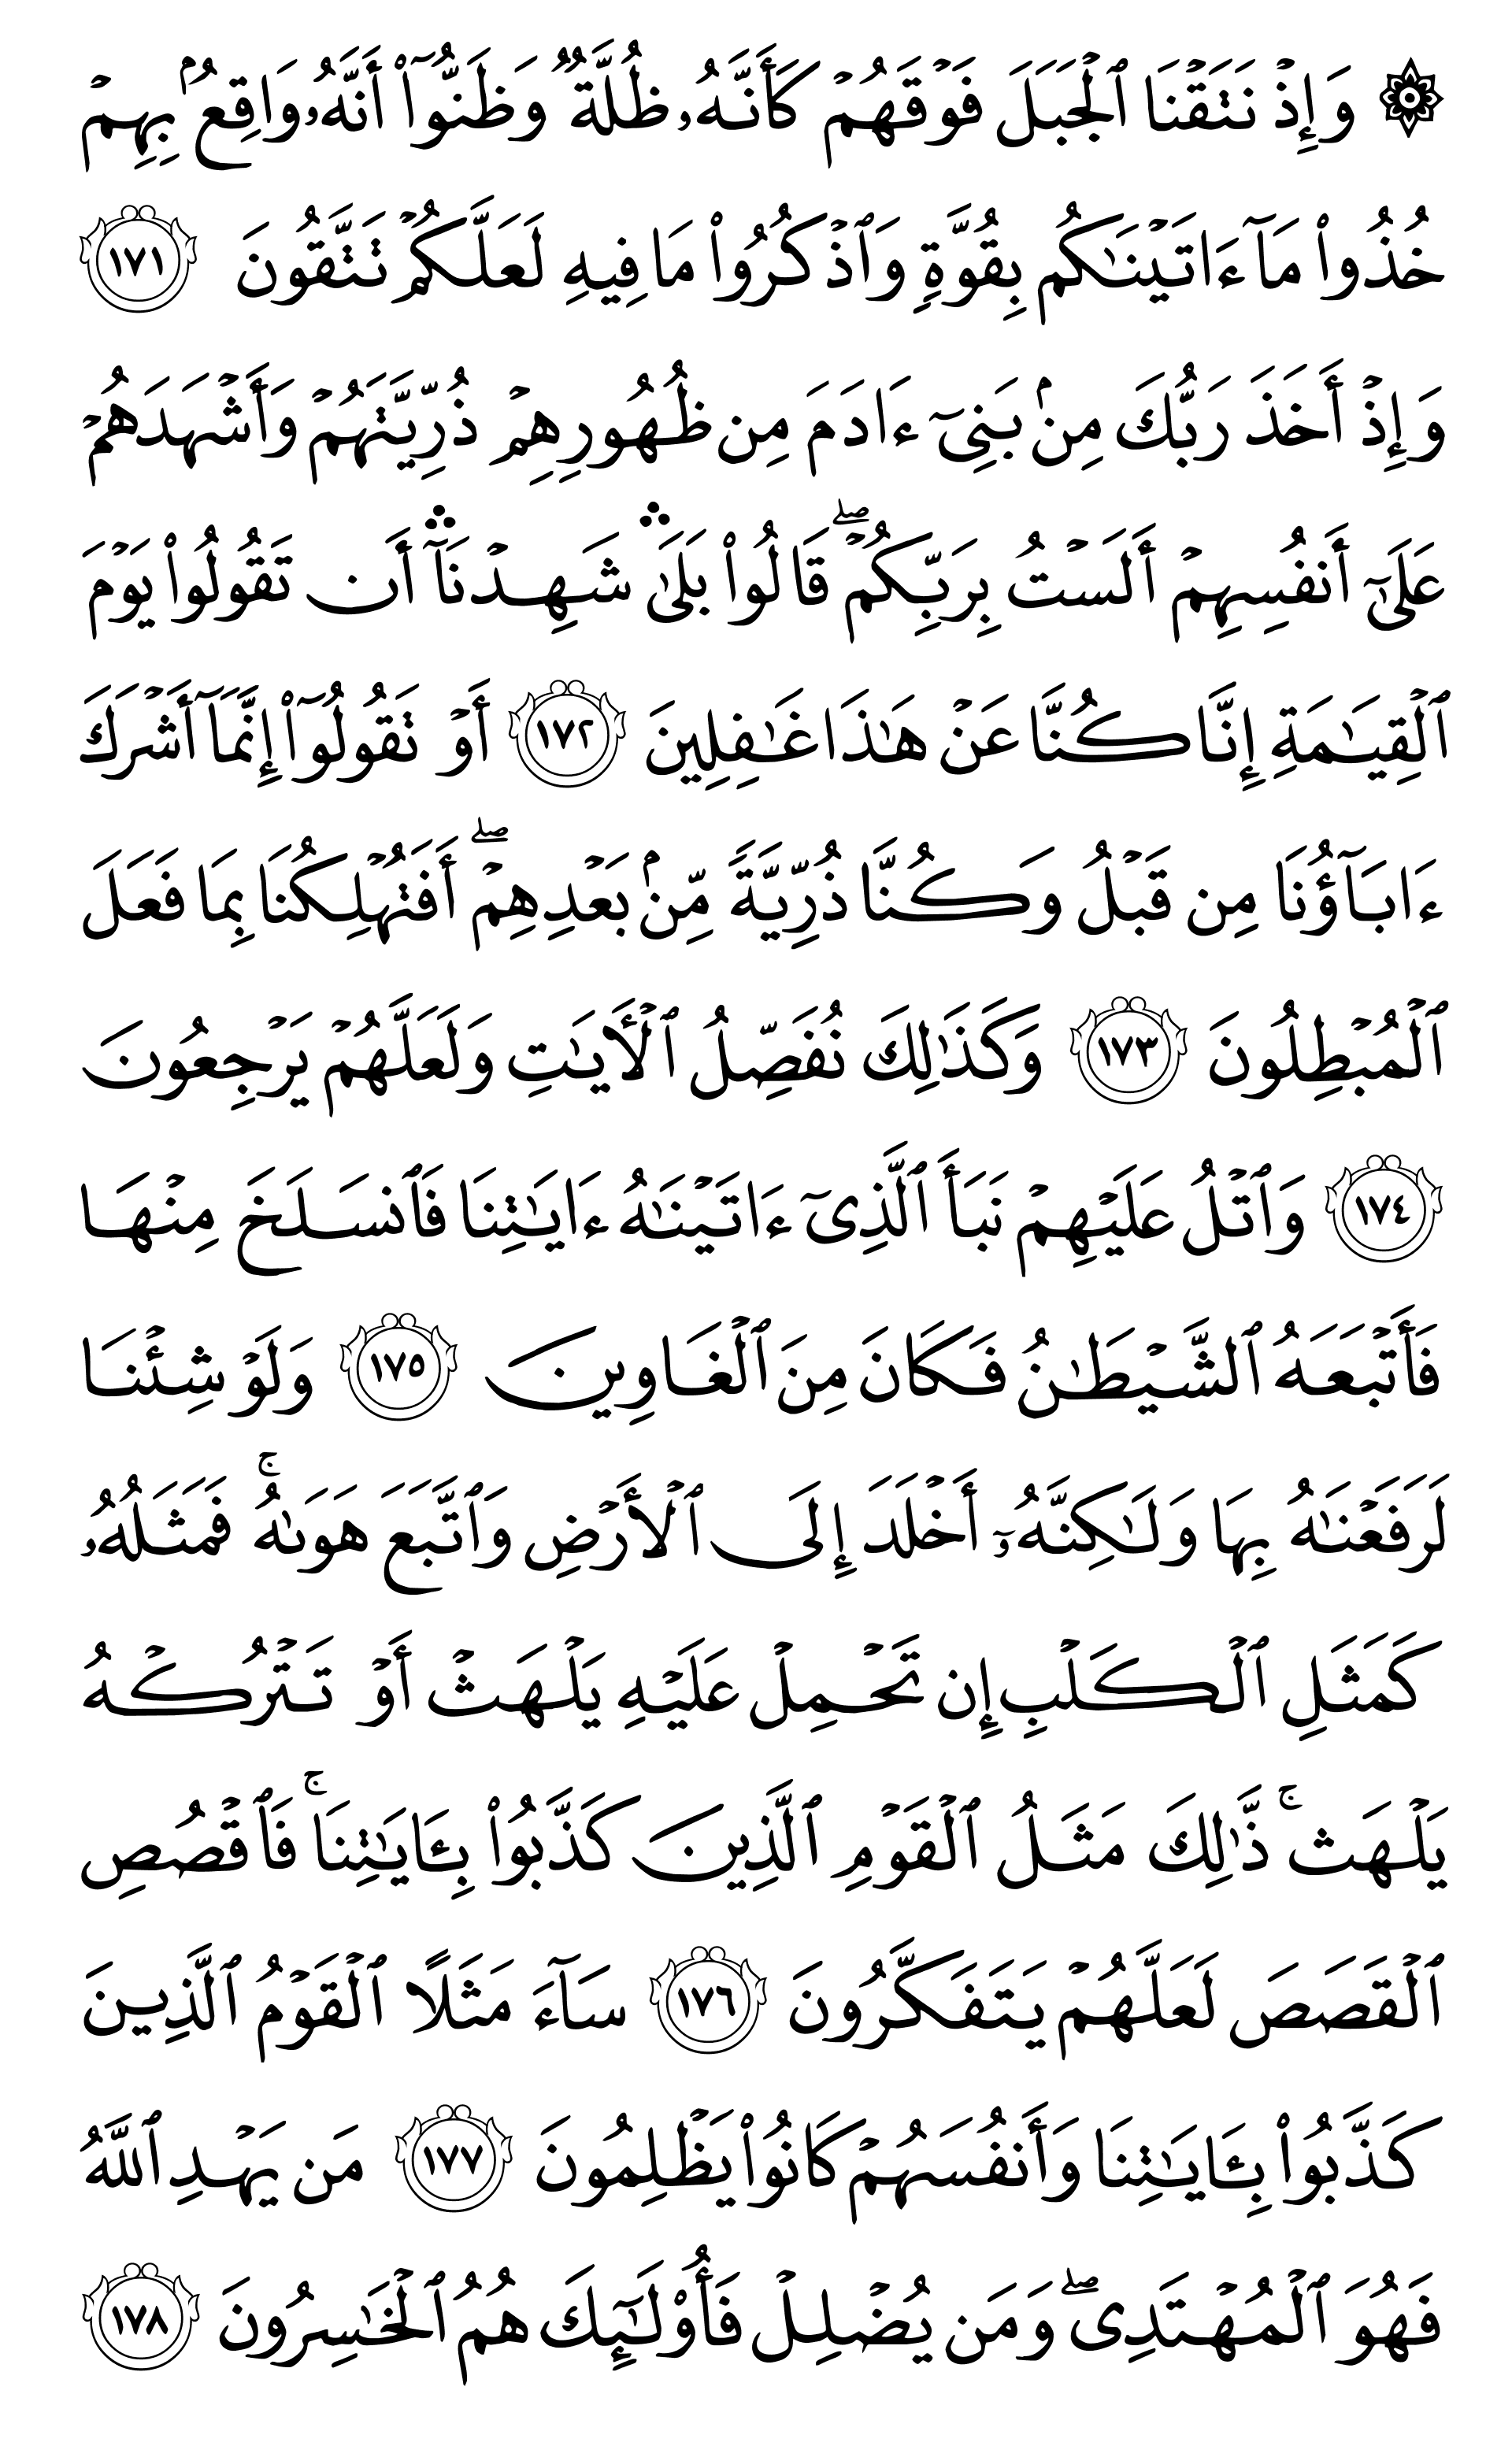 ۞ وَإِذۡ نَتَقۡنَا ٱلۡجَبَلَ فَوۡقَهُمۡ كَأَنَّهُۥ ظُلَّةٞ وَظَنُّوٓاْ أَنَّهُۥ وَاقِعُۢ بِهِمۡ
خُذُواْ مَآ ءَاتَيۡنَٰكُم بِقُوَّةٖ وَٱذۡكُرُواْ مَا فِيهِ لَعَلَّكُمۡ تَتَّقُونَ ١٧١
وَإِذۡ أَخَذَ رَبُّكَ مِنۢ بَنِيٓ ءَادَمَ مِن ظُهُورِهِمۡ ذُرِّيَّتَهُمۡ وَأَشۡهَدَهُمۡ
عَلَىٰٓ أَنفُسِهِمۡ أَلَسۡتُ بِرَبِّكُمۡۖ قَالُواْ بَلَىٰۛ شَهِدۡنَآۛ أَن تَقُولُواْ يَوۡمَ
ٱلۡقِيَٰمَةِ إِنَّا كُنَّا عَنۡ هَٰذَا غَٰفِلِينَ ١٧٢ أَوۡ تَقُولُوٓاْ إِنَّمَآ أَشۡرَكَ
ءَابَآؤُنَا مِن قَبۡلُ وَكُنَّا ذُرِّيَّةٗ مِّنۢ بَعۡدِهِمۡۖ أَفَتُهۡلِكُنَا بِمَا فَعَلَ
ٱلۡمُبۡطِلُونَ ١٧٣ وَكَذَٰلِكَ نُفَصِّلُ ٱلۡأٓيَٰتِ وَلَعَلَّهُمۡ يَرۡجِعُونَ
١٧٤ وَٱتۡلُ عَلَيۡهِمۡ نَبَأَ ٱلَّذِيٓ ءَاتَيۡنَٰهُ ءَايَٰتِنَا فَٱنسَلَخَ مِنۡهَا
فَأَتۡبَعَهُ ٱلشَّيۡطَٰنُ فَكَانَ مِنَ ٱلۡغَاوِينَ ١٧٥ وَلَوۡ شِئۡنَا
لَرَفَعۡنَٰهُ بِهَا وَلَٰكِنَّهُۥٓ أَخۡلَدَ إِلَى ٱلۡأَرۡضِ وَٱتَّبَعَ هَوَىٰهُۚ فَمَثَلُهُۥ
كَمَثَلِ ٱلۡكَلۡبِ إِن تَحۡمِلۡ عَلَيۡهِ يَلۡهَثۡ أَوۡ تَتۡرُكۡهُ
يَلۡهَثۚ ذَّٰلِكَ مَثَلُ ٱلۡقَوۡمِ ٱلَّذِينَ كَذَّبُواْ بِـَٔايَٰتِنَاۚ فَٱقۡصُصِ
ٱلۡقَصَصَ لَعَلَّهُمۡ يَتَفَكَّرُونَ ١٧٦ سَآءَ مَثَلًا ٱلۡقَوۡمُ ٱلَّذِينَ
كَذَّبُواْ بِـَٔايَٰتِنَا وَأَنفُسَهُمۡ كَانُواْ يَظۡلِمُونَ ١٧٧ مَن يَهۡدِ ٱللَّهُ
فَهُوَ ٱلۡمُهۡتَدِيۖ وَمَن يُضۡلِلۡ فَأُوْلَٰٓئِكَ هُمُ ٱلۡخَٰسِرُونَ ١٧٨